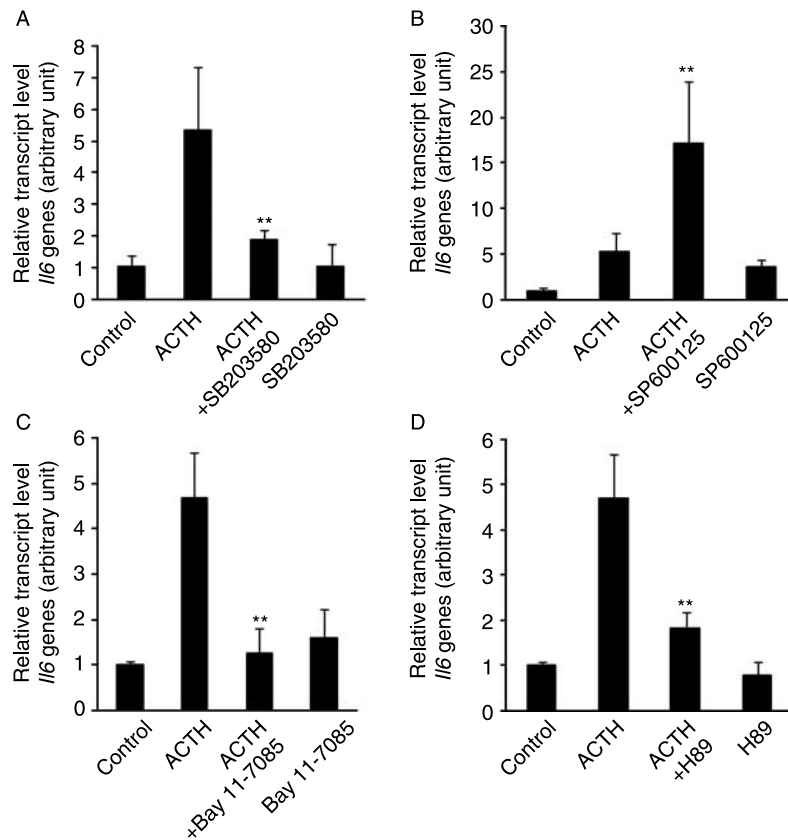 A
Relative transcript level
Il6 genes (arbitrary unit)
8
7
6
5
4
3
2
1
0
**
Control
ACTH
ACTH
+SB203580
SB203580
B
Relative transcript level
Il6 genes (arbitrary unit)
30
25
20
15
10
5
0
**
Control
ACTH
ACTH
+SP600125
SP600125
C
Relative transcript level
Il6 genes (arbitrary unit)
6
5
4
3
2
1
0
**
Control
ACTH
ACTH
+Bay 11-7085
Bay 11-7085
D
Relative transcript level
Il6 genes (arbitrary unit)
6
5
4
3
2
1
0
**
Control
ACTH
ACTH
+H89
H89